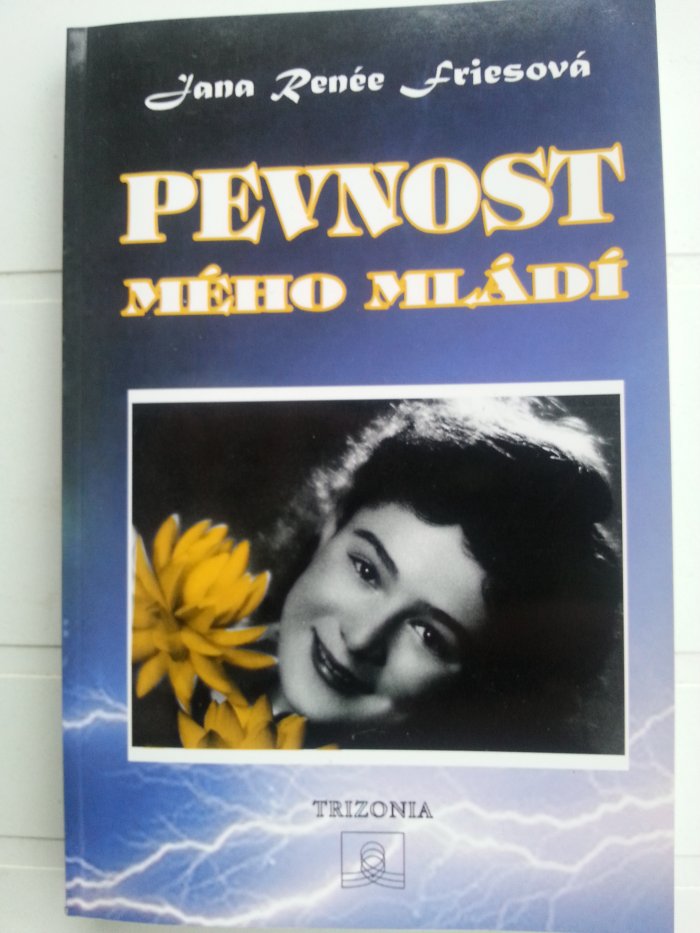 Jana Renée Friesová
PEVNOST
MÉHO MLÁDÍ
TRIZONIA